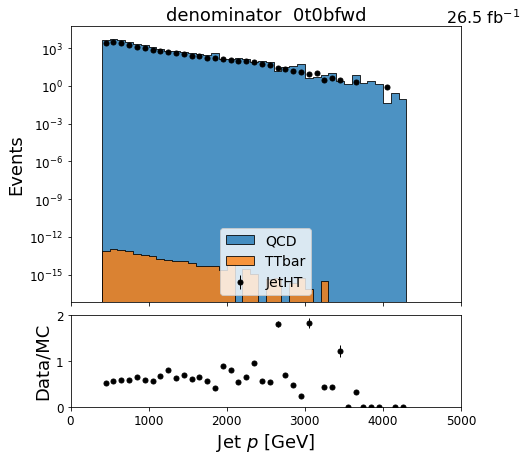 denominator 0t0bfwd
26.5 fb⁻¹
Events
10³
10⁰
10⁻³
10⁻⁶
10⁻⁹
10⁻¹²
10⁻¹⁵
QCD
TTbar
JetHT
Data/MC
2
1
0
0 1000 2000 3000 4000 5000
Jet p [GeV]